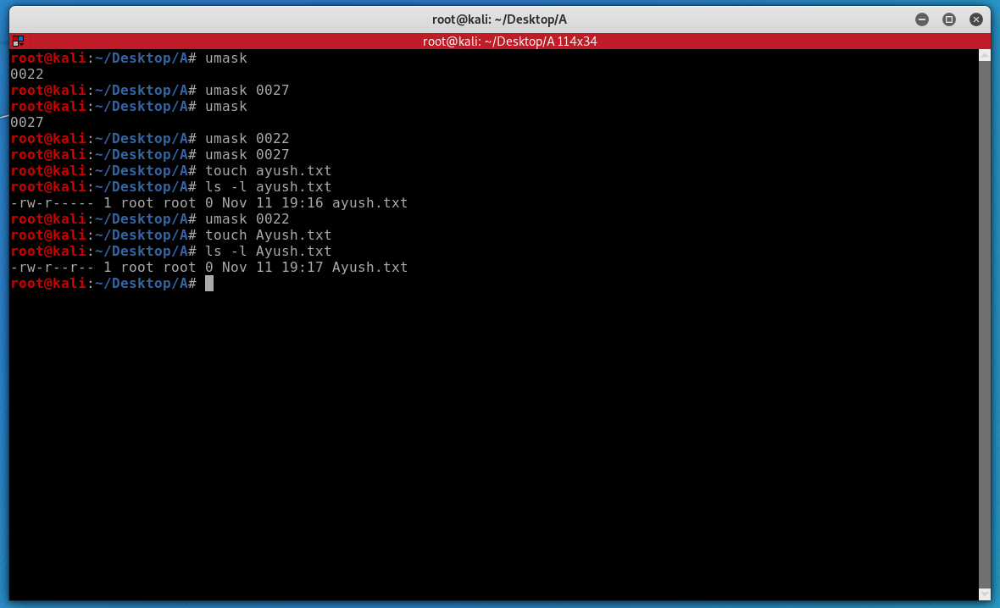 root@kali: ~/Desktop/A
root@kali: ~/Desktop/A 114x34
root@kali:~/Desktop/A# umask
0022
root@kali:~/Desktop/A# umask 0027
root@kali:~/Desktop/A# umask
0027
root@kali:~/Desktop/A# umask 0022
root@kali:~/Desktop/A# umask 0027
root@kali:~/Desktop/A# touch ayush.txt
root@kali:~/Desktop/A# ls -l ayush.txt
-rw-r----- 1 root root 0 Nov 11 19:16 ayush.txt
root@kali:~/Desktop/A# umask 0022
root@kali:~/Desktop/A# touch Ayush.txt
root@kali:~/Desktop/A# ls -l Ayush.txt
-rw-r--r-- 1 root root 0 Nov 11 19:17 Ayush.txt
root@kali:~/Desktop/A#